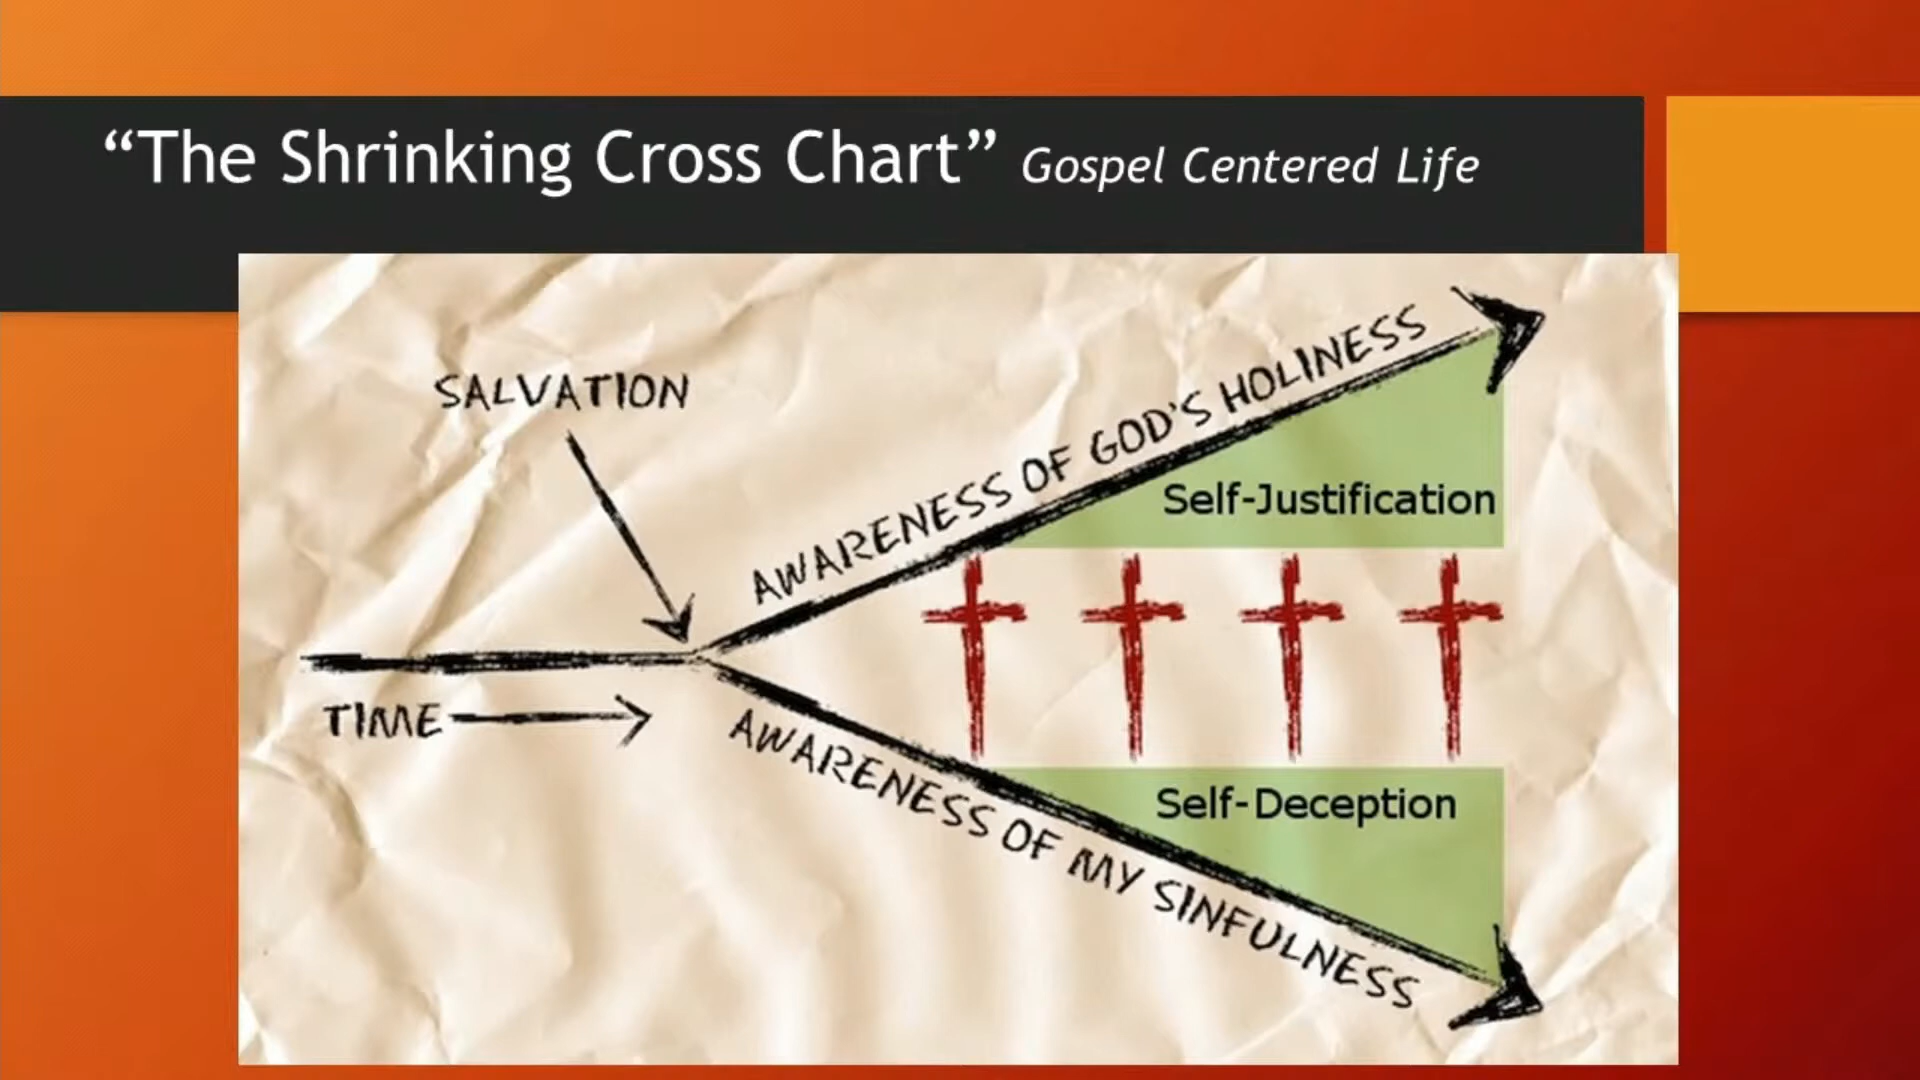 “The Shrinking Cross Chart” Gospel Centered Life
SALVATION
AWARENESS OF GOD'S HOLINESS
Self-Justification
TIME
Self-Deception
AWARENESS OF MY SINFULNESS